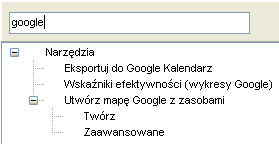 google
Narzędzia
Eksportuj do Google Kalendarz
Wskaźniki efektywności (wykresy Google)
Utwórz mapę Google z zasobami
Twórz
Zaawansowane